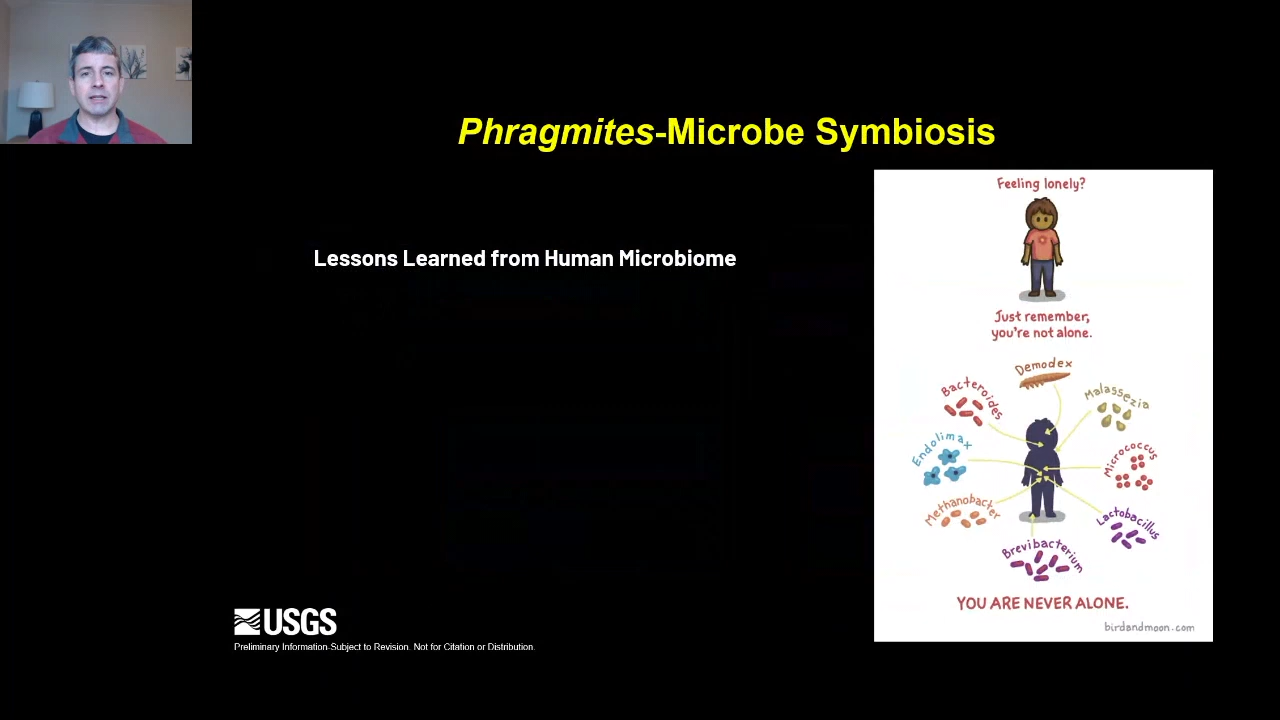 Phragmites-Microbe Symbiosis
Lessons Learned from Human Microbiome
Feeling lonely?
Just remember,
you're not alone.
Demodex
Bacteroides
Malassezia
Endolimax
Micrococcus
Methanobacter
Lactobacillus
Brevibacterium
YOU ARE NEVER ALONE.
birdandmoon.com
USGS
Preliminary Information-Subject to Revision. Not for Citation or Distribution.